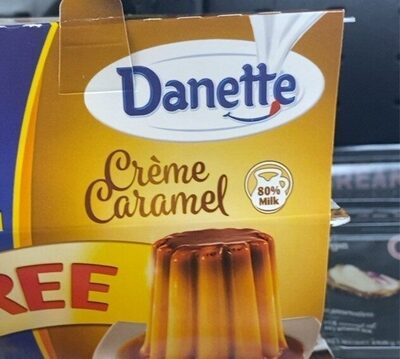 Danette
Crème
Caramel
80%
Milk
REE